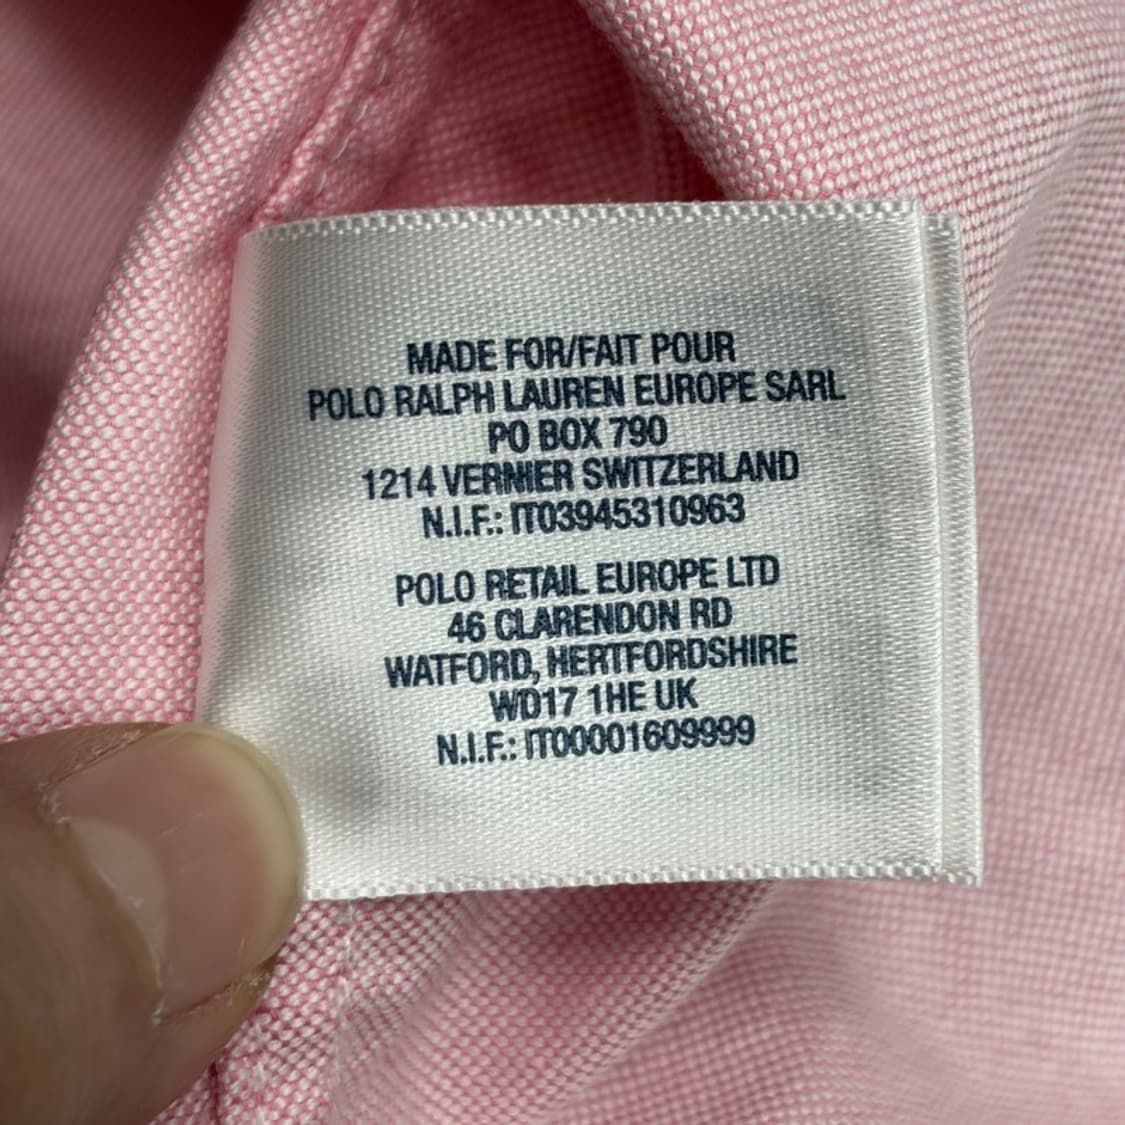 MADE FOR/FAIT POUR
POLO RALPH LAUREN EUROPE SARL
PO BOX 790
1214 VERNIER SWITZERLAND
N.I.F.: IT03945310963
POLO RETAIL EUROPE LTD
46 CLARENDON RD
WATFORD, HERTFORDSHIRE
WD17 1HE UK
N.I.F.: IT00001609999